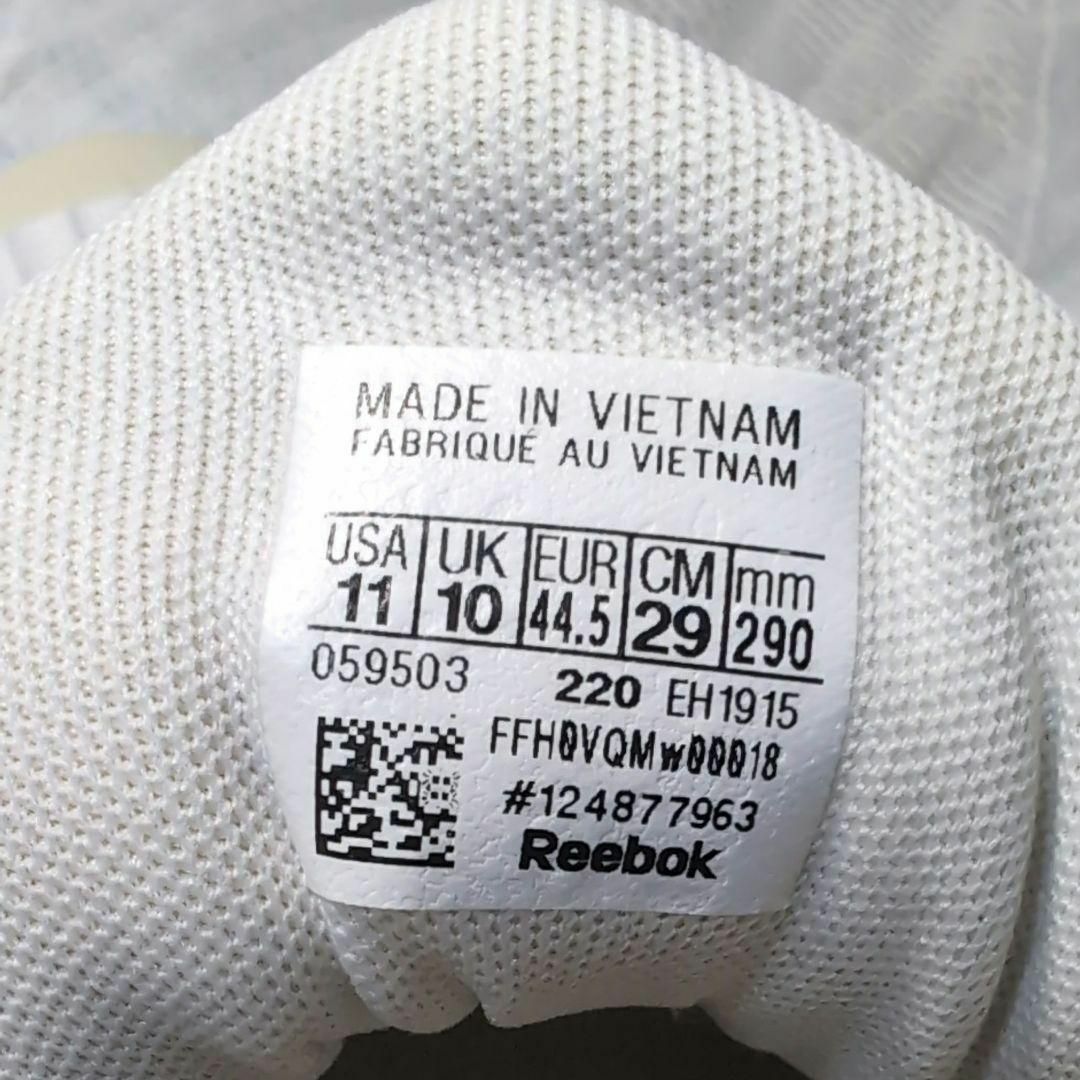 MADE IN VIETNAM
FABRIQUÉ AU VIETNAM
USA UK EUR CM mm
11 10 44.5 29 290
059503 220 EH1915
FFH0VQMw00018
#124877963
Reebok